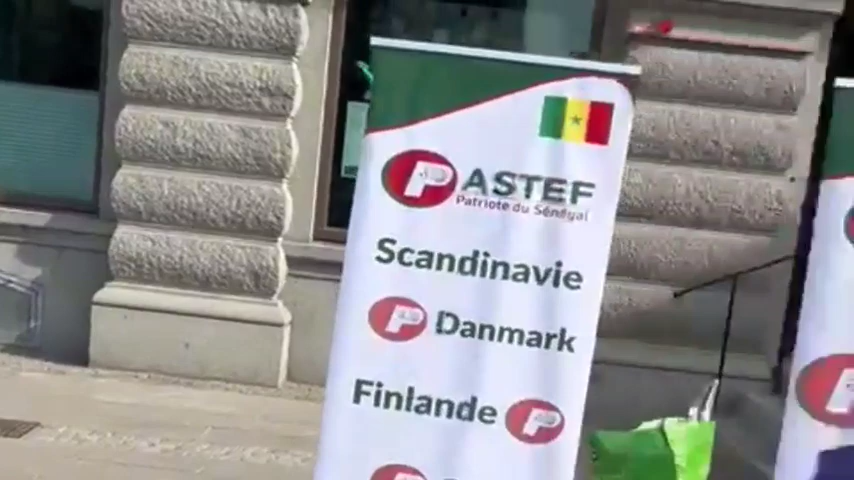 PASTEF
Patriote du Sénégal
Scandinavie
Danmark
Finlande